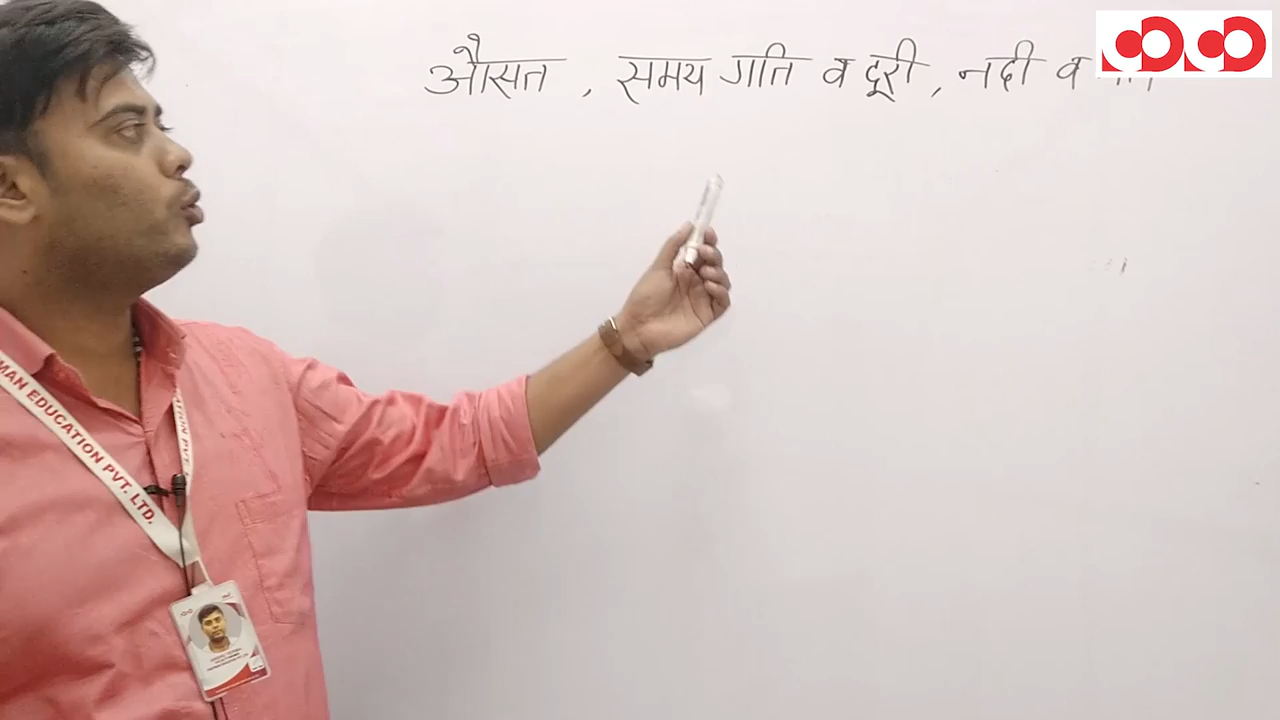 औसत , समय गति व दूरी , नदी व
MAN EDUCATION PVT. LTD.